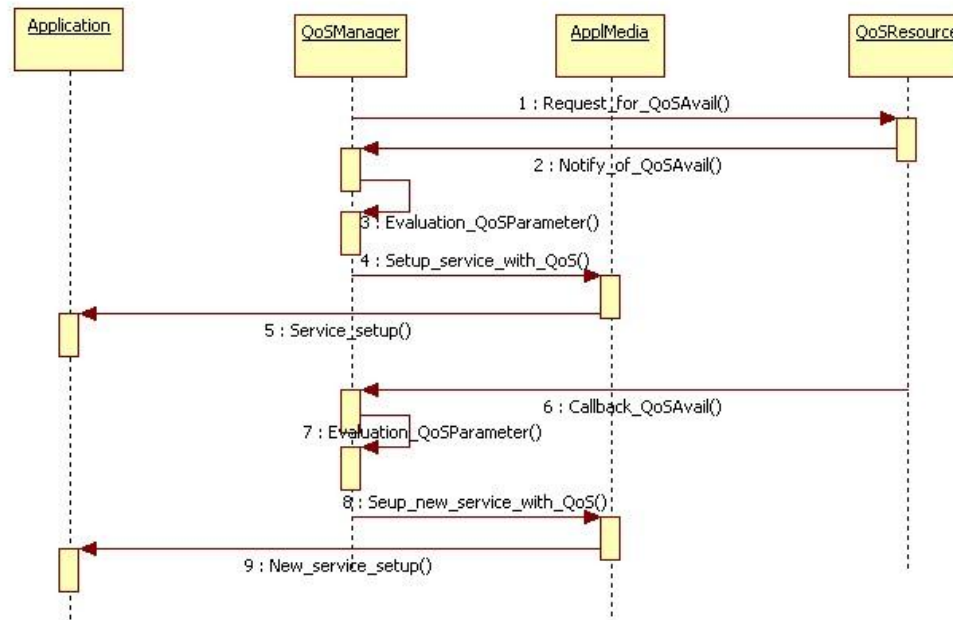 Application
QoSManager
ApplMedia
QoSResource
1 : Request_for_QoSAvail()
2 : Notify_of_QoSAvail()
3 : Evaluation_QoSParameter()
4 : Setup_service_with_QoS()
5 : Service_setup()
6 : Callback_QoSAvail()
7 : Evaluation_QoSParameter()
8 : Seup_new_service_with_QoS()
9 : New_service_setup()